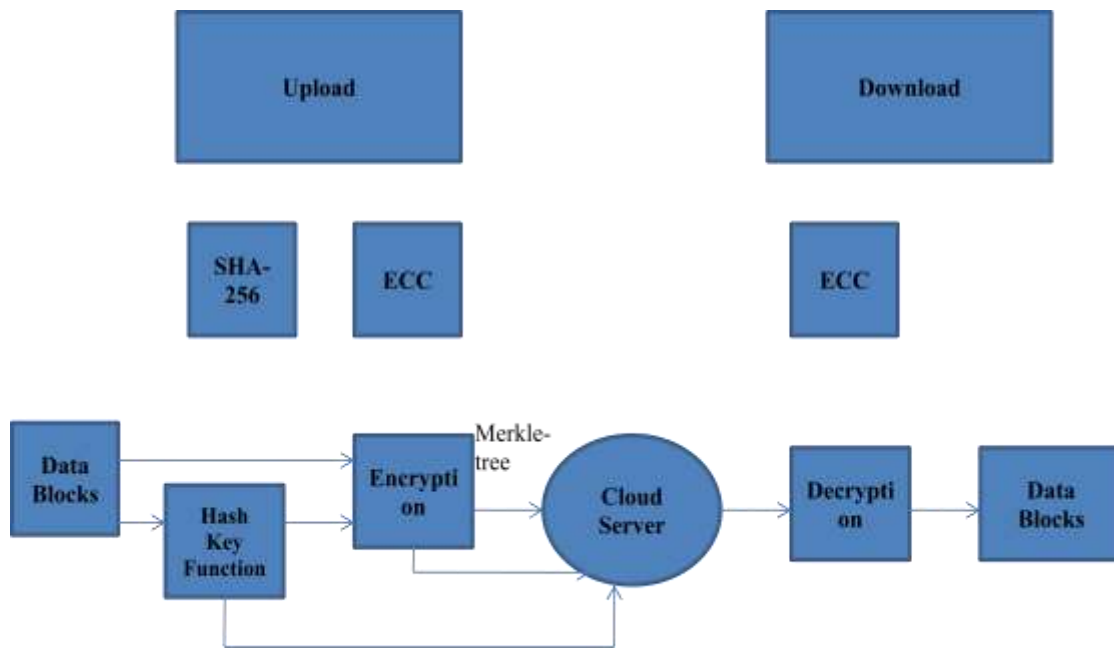 Upload
Download
SHA-
256
ECC
ECC
Data
Blocks
Hash
Key
Function
Encrypti
on
Merkle-
tree
Cloud
Server
Decrypti
on
Data
Blocks